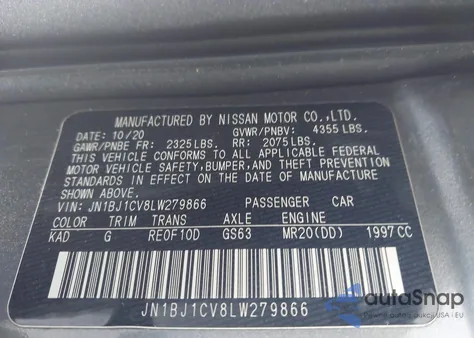 MANUFACTURED BY NISSAN MOTOR CO.,LTD.
DATE: 10/20 GVWR/PNBV: 4355 LBS.
GAWR/PNBE FR: 2325LBS. RR: 2075 LBS.
THIS VEHICLE CONFORMS TO ALL APPLICABLE FEDERAL
MOTOR VEHICLE SAFETY, BUMPER, AND THEFT PREVENTION
STANDARDS IN EFFECT ON THE DATE OF MANUFACTURE
SHOWN ABOVE.
VIN: JN1BJ1CV8LW279866 PASSENGER CAR
COLOR TRIM TRANS AXLE ENGINE
KAD G RE0F10D GS63 MR20(DD) 1997 CC
JN1BJ1CV8LW279866
autoSnap